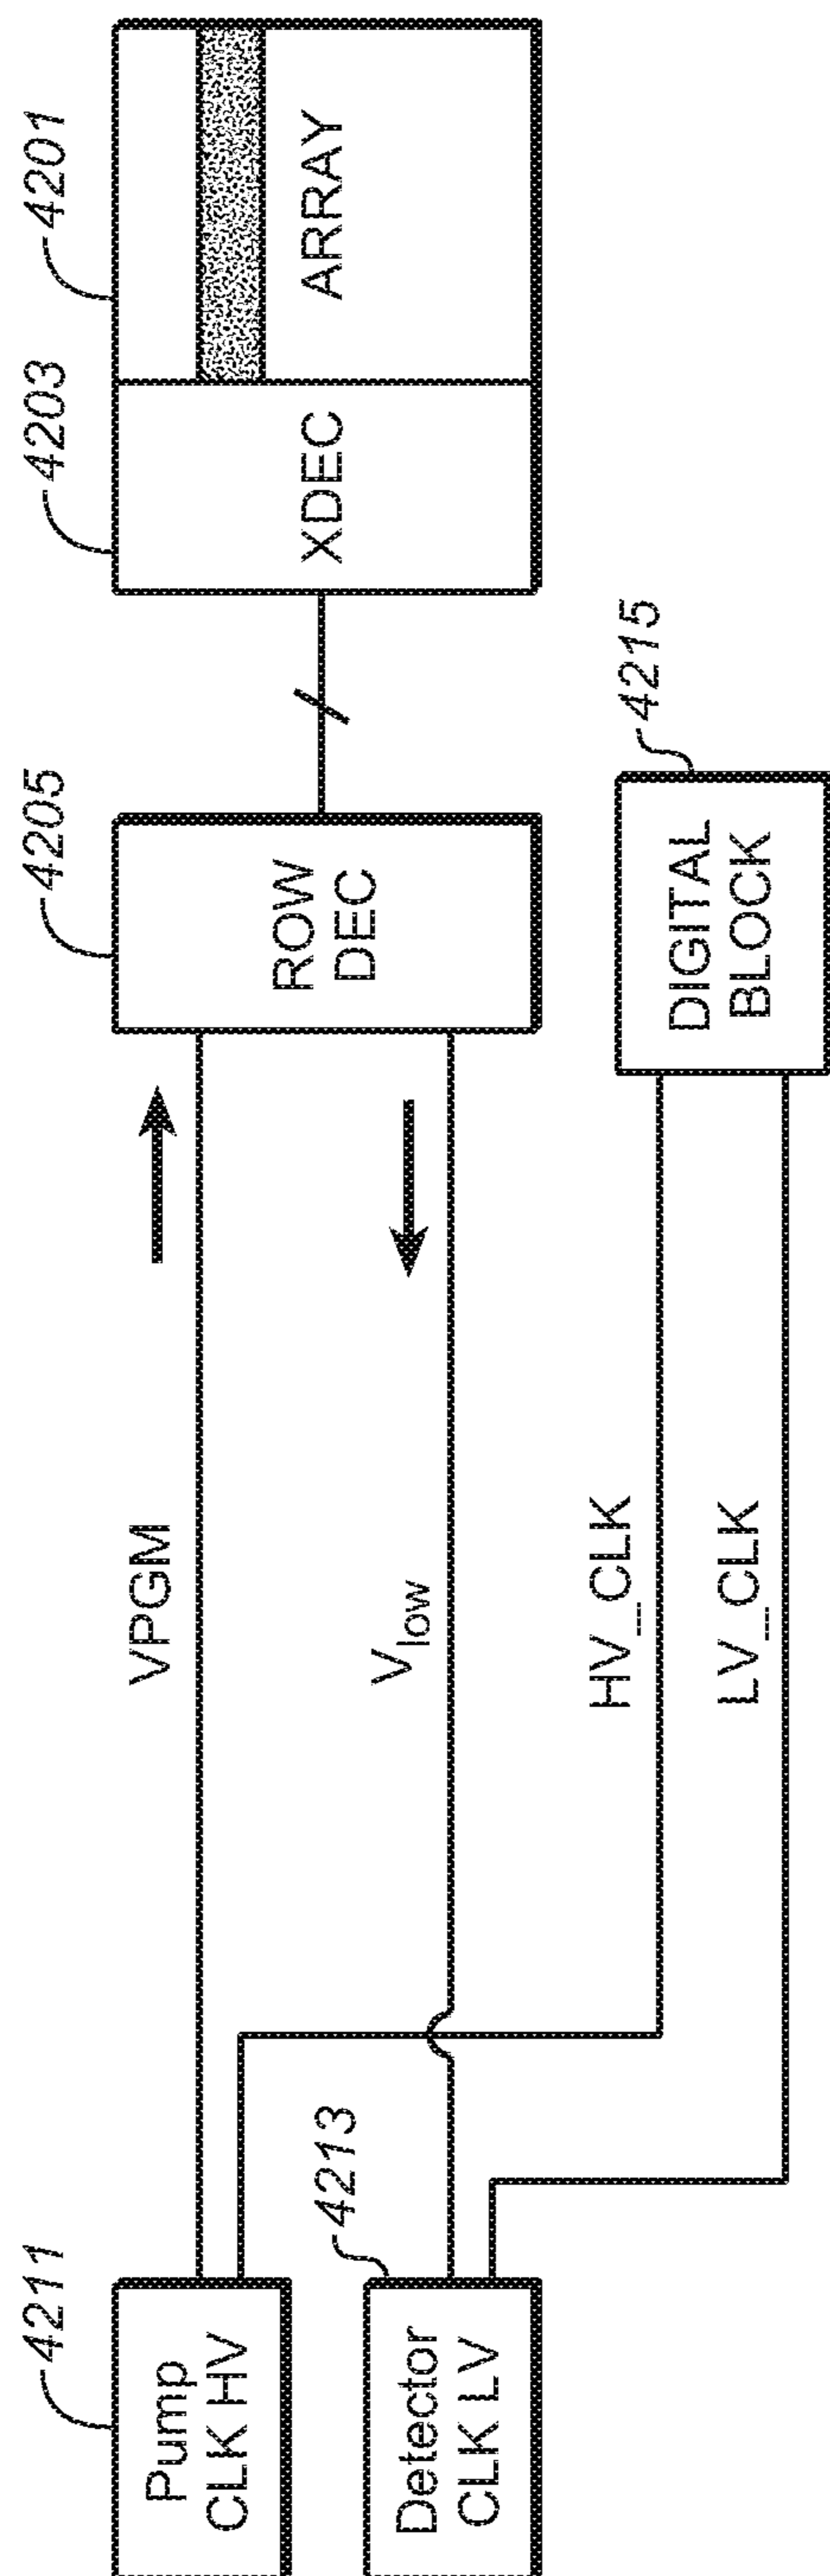 4211
Pump
CLK HV
4213
Detector
CLK LV
VPGM
Vlow
HV_CLK
LV_CLK
4205
ROW
DEC
4215
DIGITAL
BLOCK
4203
XDEC
4201
ARRAY